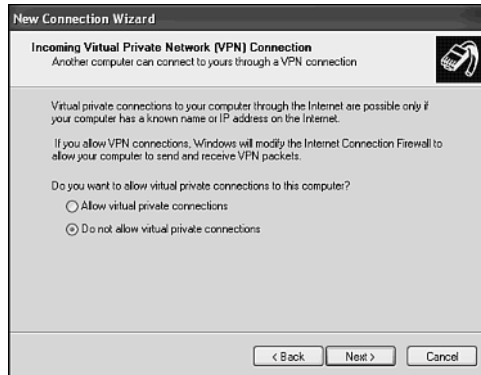 New Connection Wizard
Incoming Virtual Private Network (VPN) Connection
Another computer can connect to yours through a VPN connection
Virtual private connections to your computer through the Internet are possible only if
your computer has a known name or IP address on the Internet.
If you allow VPN connections, Windows will modify the Internet Connection Firewall to
allow your computer to send and receive VPN packets.
Do you want to allow virtual private connections to this computer?
Allow virtual private connections
Do not allow virtual private connections
< Back
Next >
Cancel